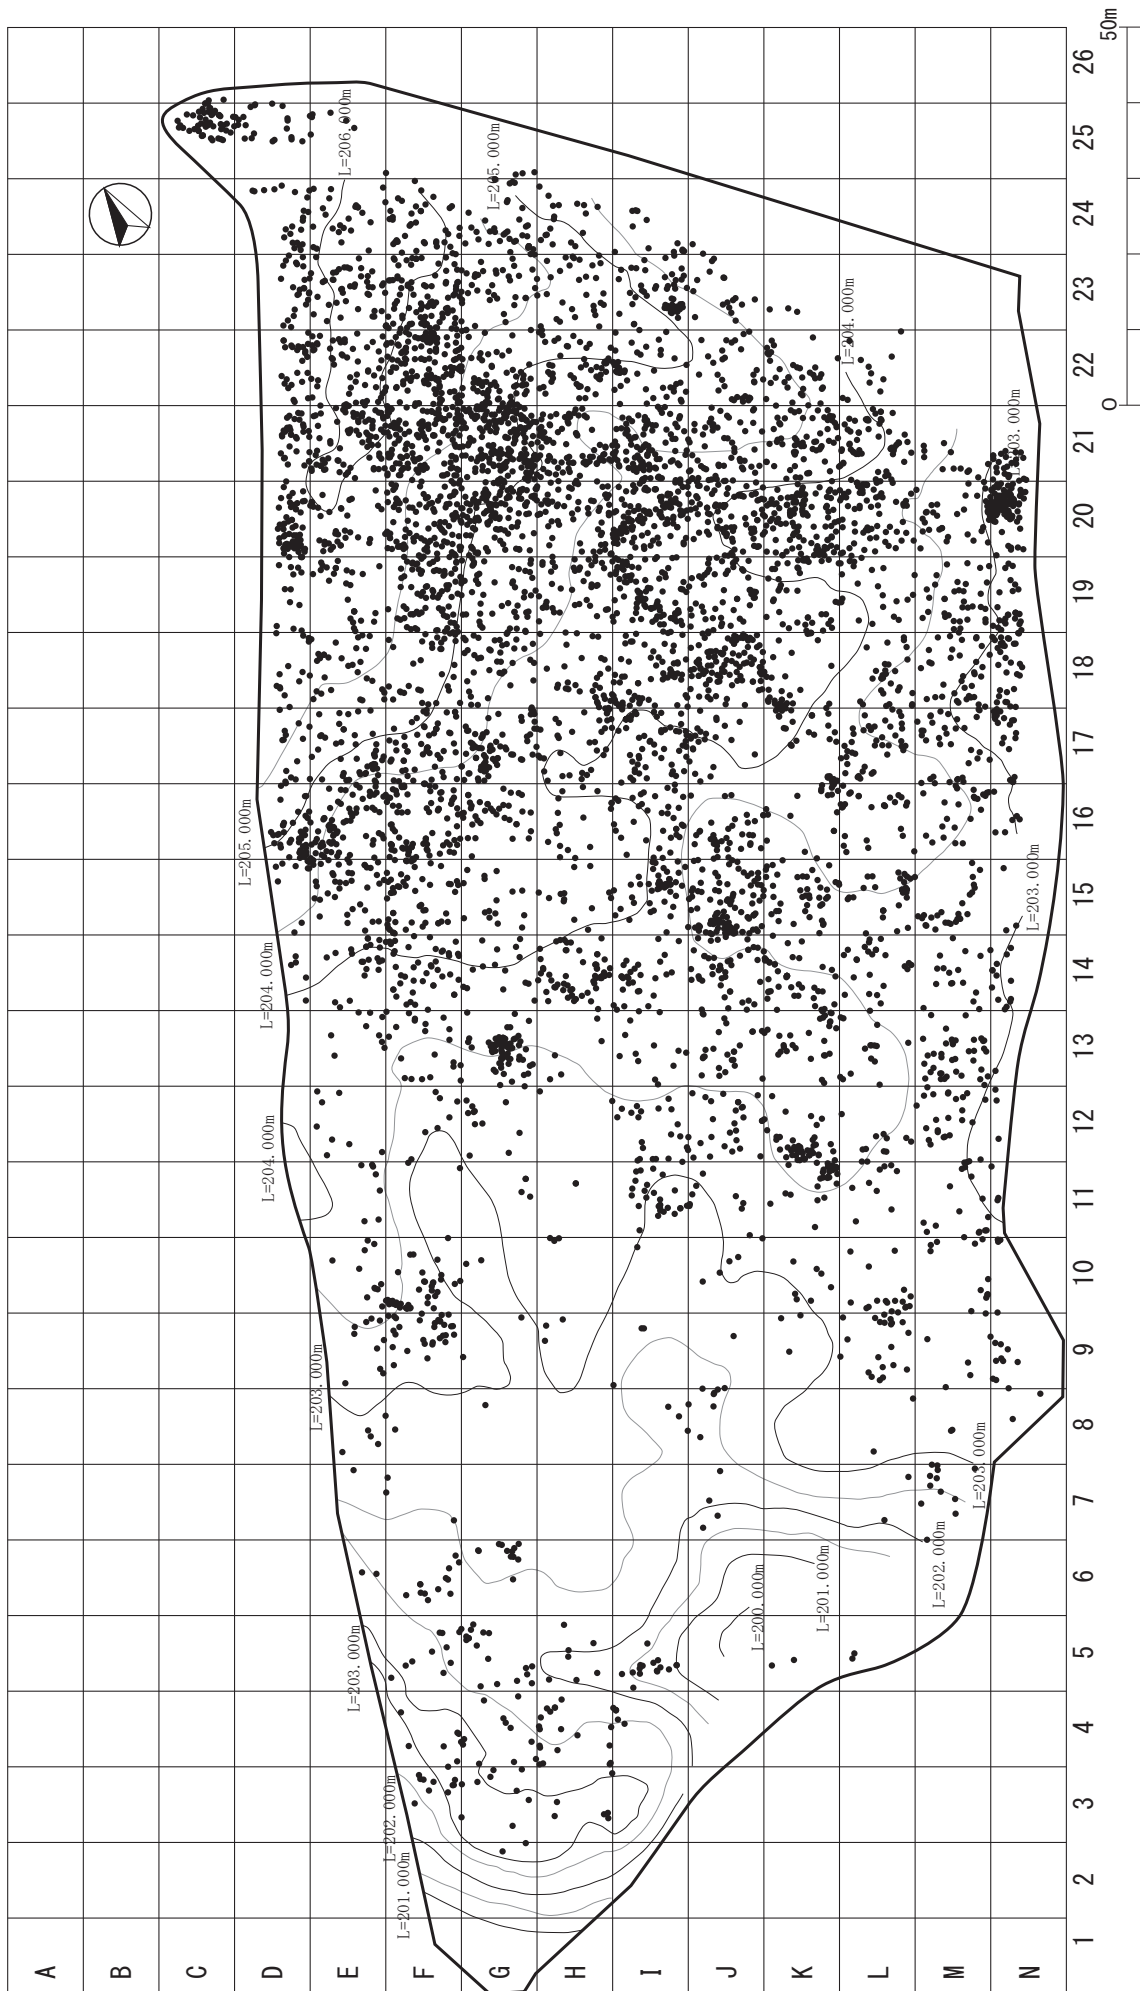 50m
0
26
25
24
23
22
21
20
19
18
17
16
15
14
13
12
11
10
9
8
7
6
5
4
3
2
1
A
B
C
D
E
F
G
H
I
J
K
L
M
N
L=206.000m
L=205.000m
L=204.000m
L=203.000m
L=205.000m
L=204.000m
L=203.000m
L=204.000m
L=203.000m
L=203.000m
L=203.000m
L=202.000m
L=201.000m
L=200.000m
L=202.000m
L=201.000m